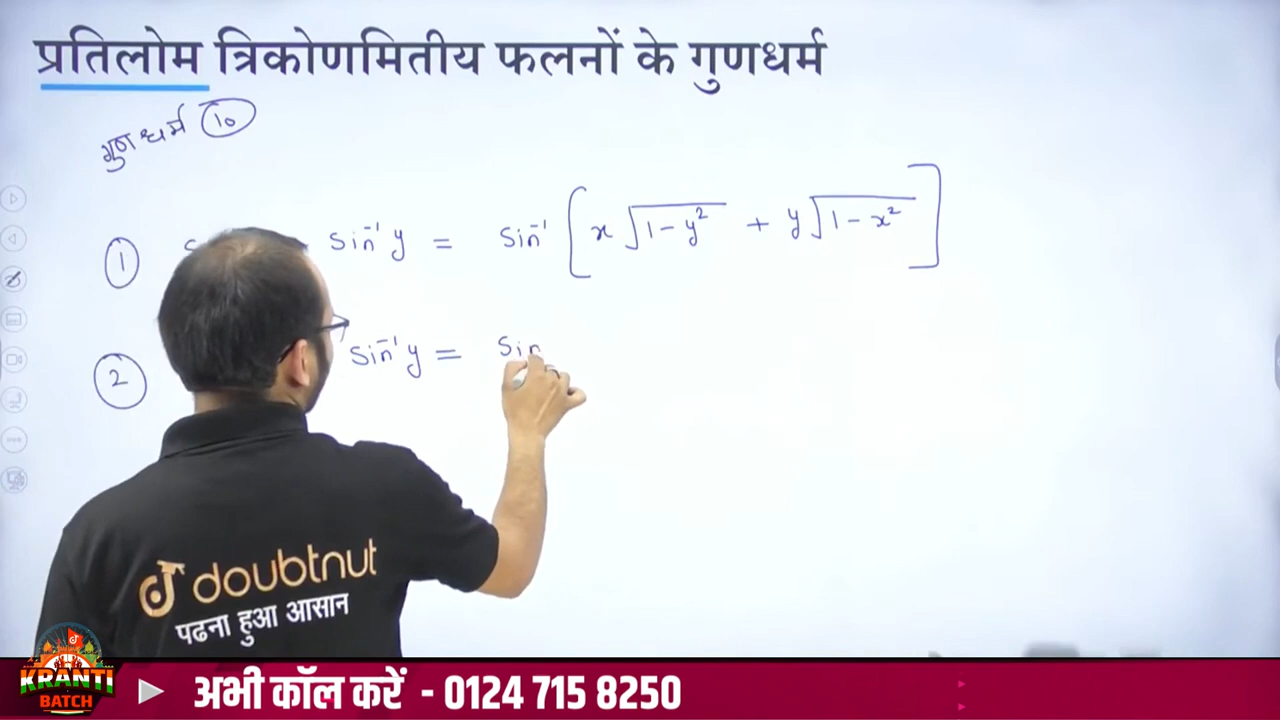 प्रतिलोम त्रिकोणमितीय फलनों के गुणधर्म
गुणधर्म 10
1 sin⁻¹y = sin⁻¹ [x√1-y² + y√1-x²]
2 sin⁻¹y = sin
doubtnut
पढना हुआ आसान
KRANTI
BATCH
अभी कॉल करें - 0124 715 8250